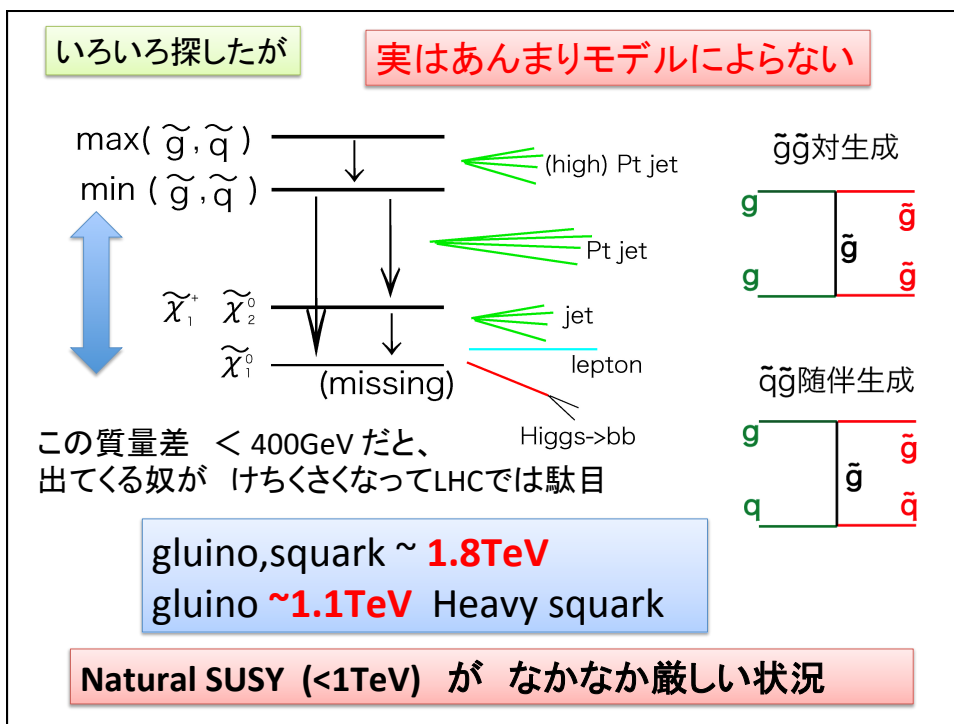 いろいろ探したが
実はあんまりモデルによらない
max( g̃ , q̃ )
min ( g̃ , q̃ )
(high) Pt jet
Pt jet
χ̃₁⁺ χ̃₂⁰
jet
lepton
χ̃₁⁰
(missing)
Higgs->bb
g̃g̃対生成
g
g̃
g̃
g
g̃
q̃g̃随伴生成
g
g̃
g̃
q
q̃
この質量差 < 400GeV だと、
出てくる奴が けちくさくなってLHCでは駄目
gluino,squark ~ 1.8TeV
gluino ~1.1TeV Heavy squark
Natural SUSY (<1TeV) が なかなか厳しい状況